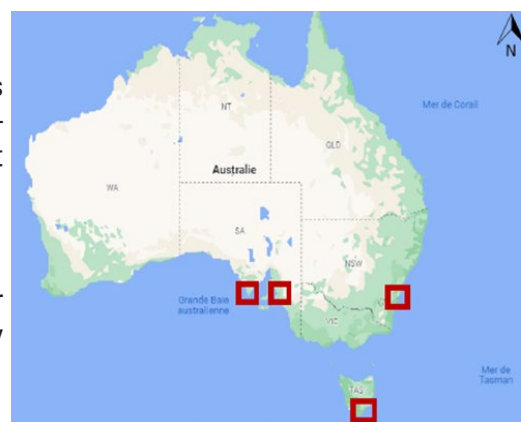 N
Mer de Corail
NT
QLD
Australie
WA
SA
NSW
Grande Baie
australienne
VIC
Mer de
Tasman
TAS